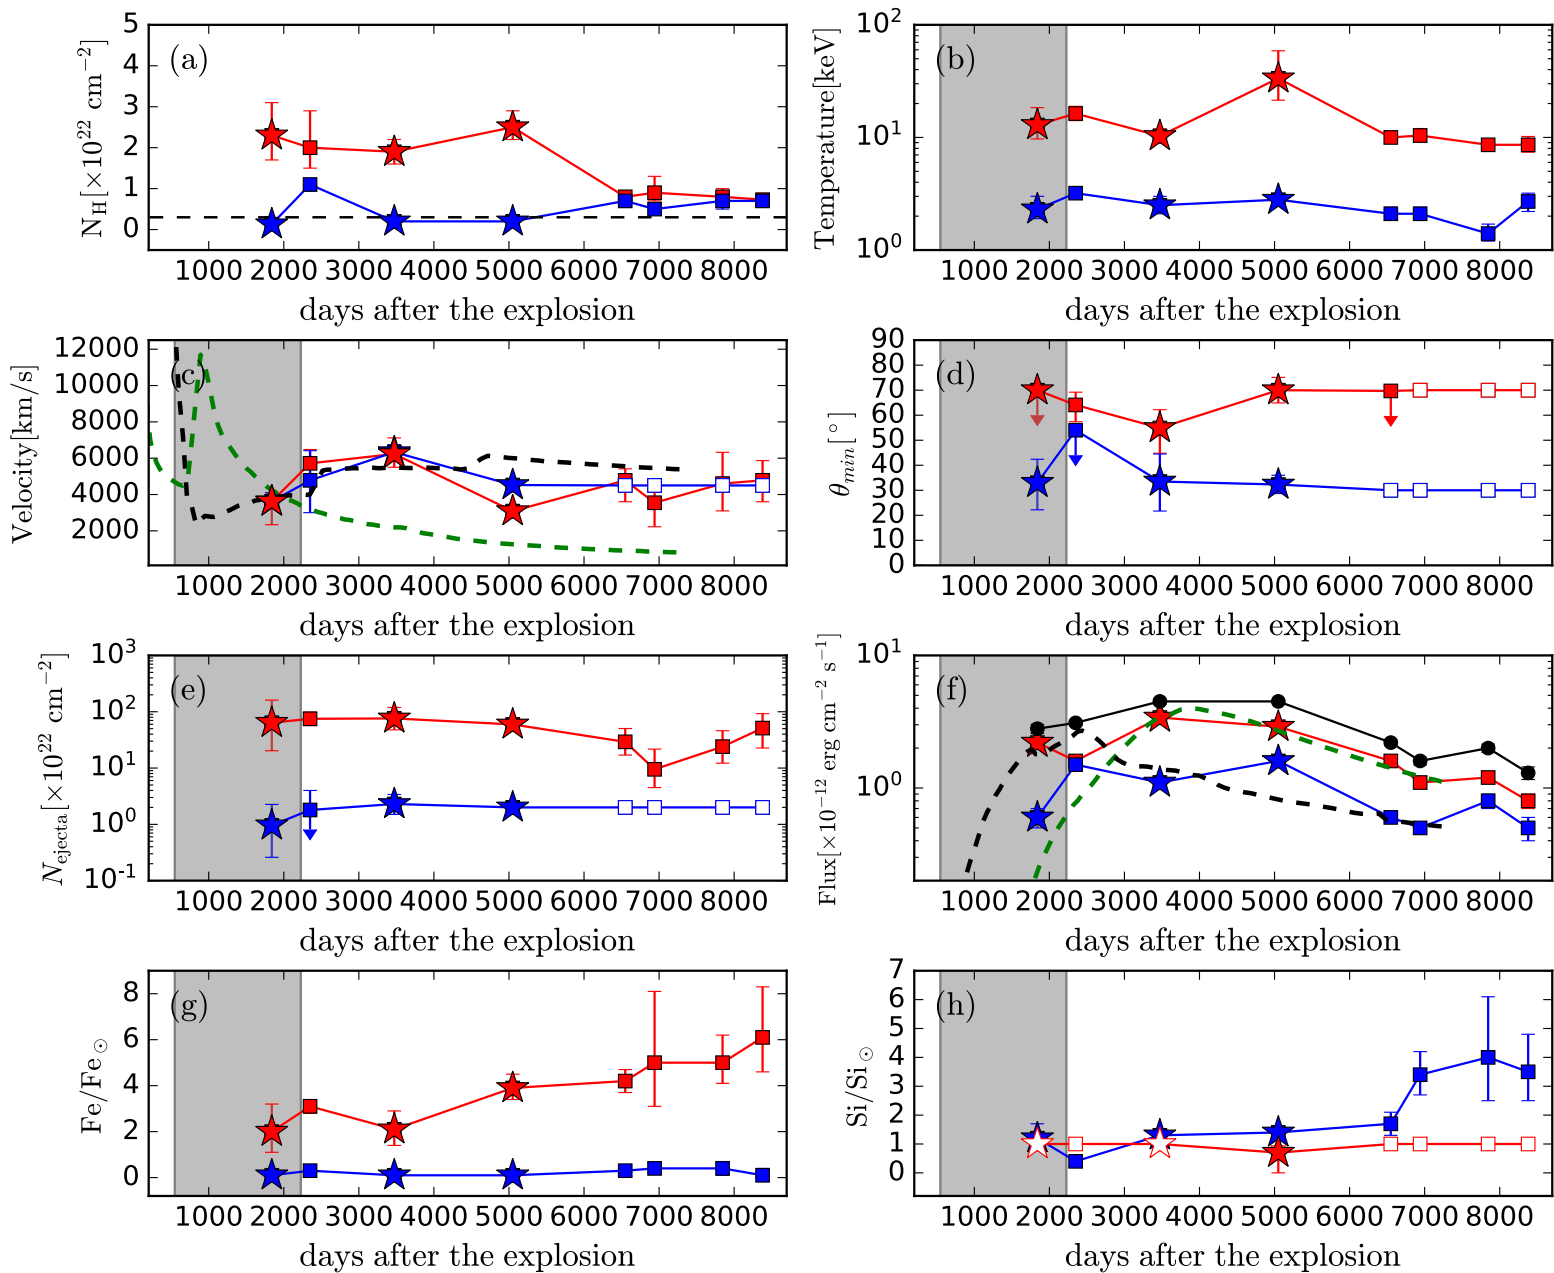 (a)
N_H[×10^22 cm^−2]
5
4
3
2
1
0
1000 2000 3000 4000 5000 6000 7000 8000
days after the explosion
(b)
Temperature[keV]
10^2
10^1
10^0
1000 2000 3000 4000 5000 6000 7000 8000
days after the explosion
(c)
Velocity[km/s]
12000
10000
8000
6000
4000
2000
1000 2000 3000 4000 5000 6000 7000 8000
days after the explosion
(d)
θ_min[°]
90
80
70
60
50
40
30
20
10
0
1000 2000 3000 4000 5000 6000 7000 8000
days after the explosion
(e)
N_ejecta[×10^22 cm^−2]
10^3
10^2
10^1
10^0
10^-1
1000 2000 3000 4000 5000 6000 7000 8000
days after the explosion
(f)
Flux[×10^−12 erg cm^−2 s^−1]
10^1
10^0
1000 2000 3000 4000 5000 6000 7000 8000
days after the explosion
(g)
Fe/Fe⊙
8
6
4
2
0
1000 2000 3000 4000 5000 6000 7000 8000
days after the explosion
(h)
Si/Si⊙
7
6
5
4
3
2
1
0
1000 2000 3000 4000 5000 6000 7000 8000
days after the explosion